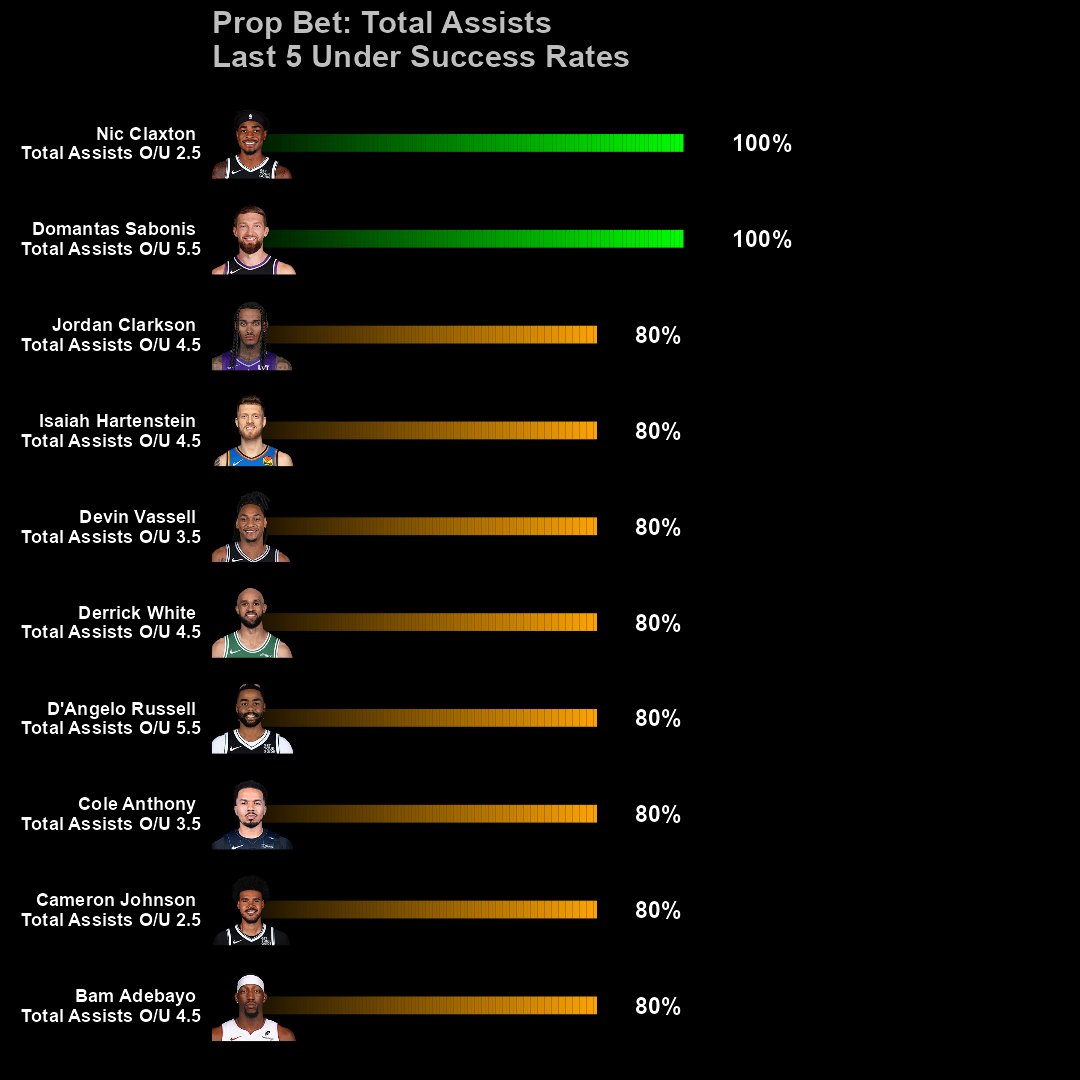 Prop Bet: Total Assists
Last 5 Under Success Rates
Nic Claxton
Total Assists O/U 2.5
100%
Domantas Sabonis
Total Assists O/U 5.5
100%
Jordan Clarkson
Total Assists O/U 4.5
80%
Isaiah Hartenstein
Total Assists O/U 4.5
80%
Devin Vassell
Total Assists O/U 3.5
80%
Derrick White
Total Assists O/U 4.5
80%
D'Angelo Russell
Total Assists O/U 5.5
80%
Cole Anthony
Total Assists O/U 3.5
80%
Cameron Johnson
Total Assists O/U 2.5
80%
Bam Adebayo
Total Assists O/U 4.5
80%